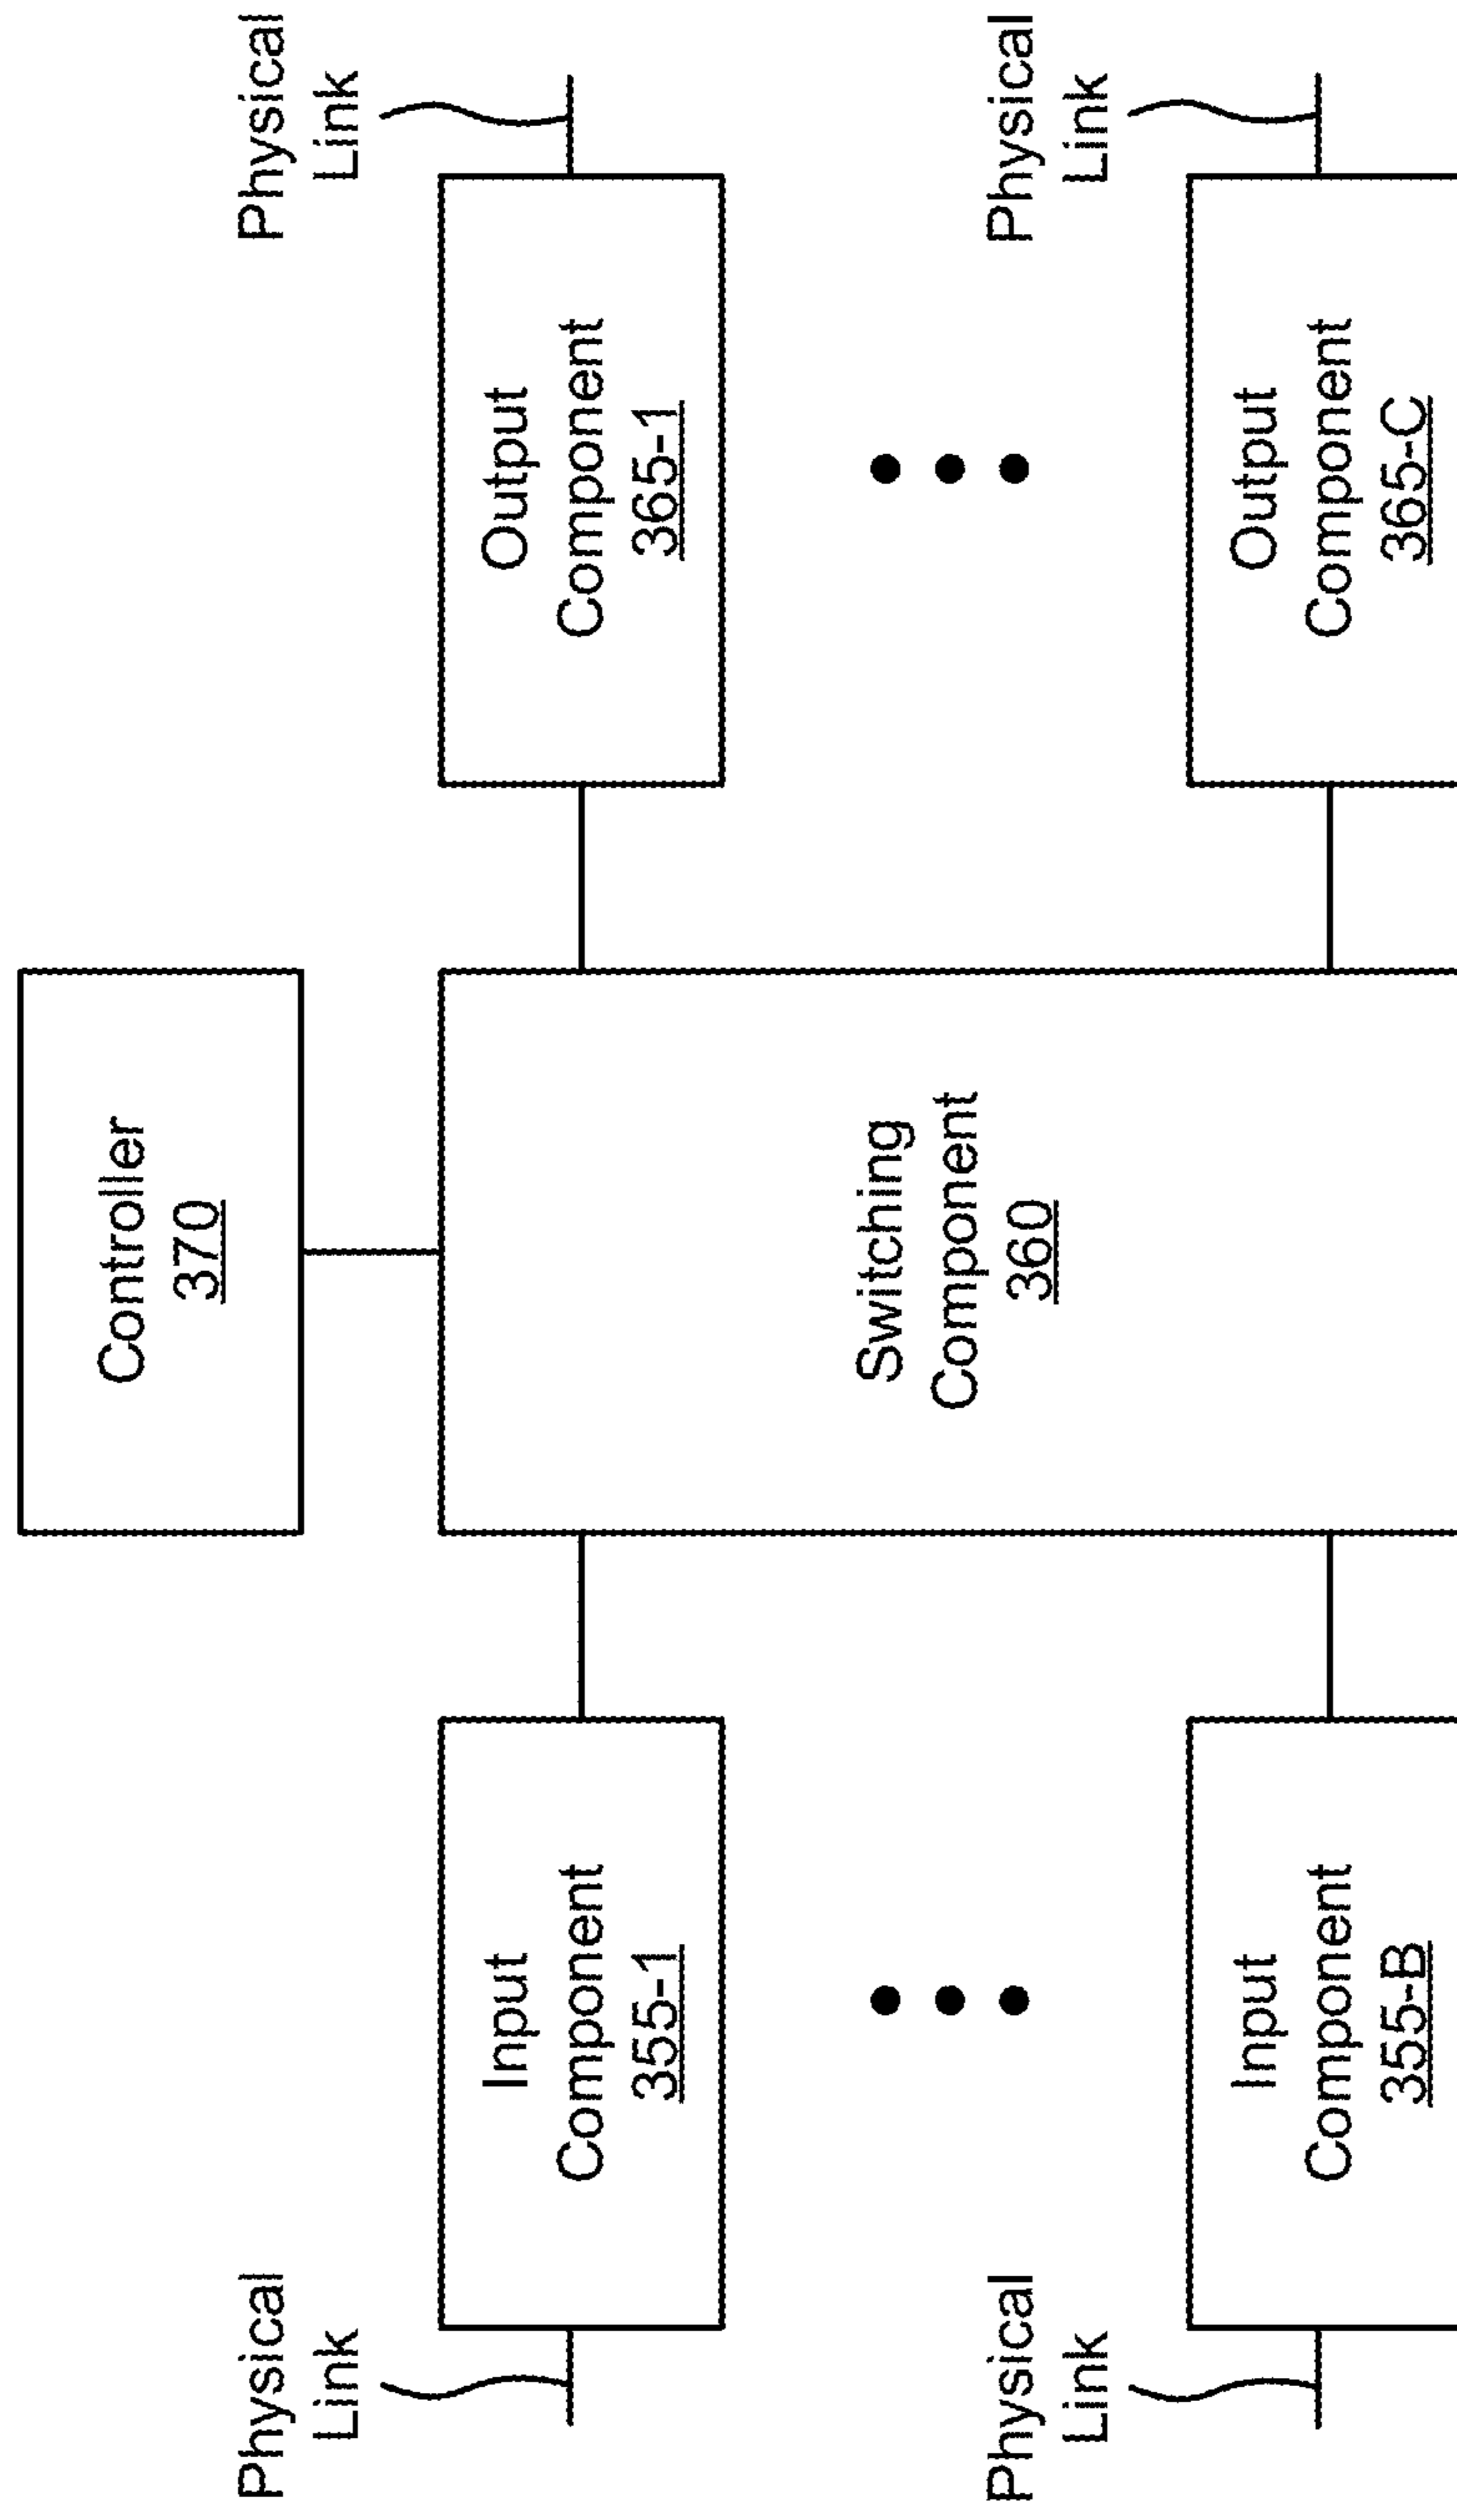 Controller
370
Physical
Link
Physical
Link
Input
Component
355-1
Output
Component
365-1
Switching
Component
360
Physical
Link
Physical
Link
Input
Component
355-B
Output
Component
365-C